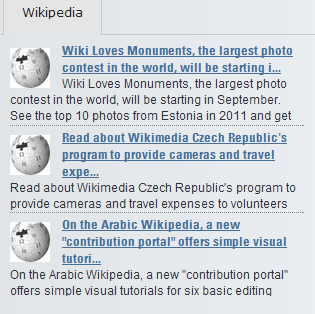 Wikipedia
Wiki Loves Monuments, the largest photo
contest in the world, will be starting i...
Wiki Loves Monuments, the largest photo
contest in the world, will be starting in September.
See the top 10 photos from Estonia in 2011 and get
Read about Wikimedia Czech Republic's
program to provide cameras and travel
expe...
Read about Wikimedia Czech Republic's program to
provide cameras and travel expenses to volunteers
On the Arabic Wikipedia, a new
"contribution portal" offers simple visual
tutori...
On the Arabic Wikipedia, a new "contribution portal"
offers simple visual tutorials for six basic editing